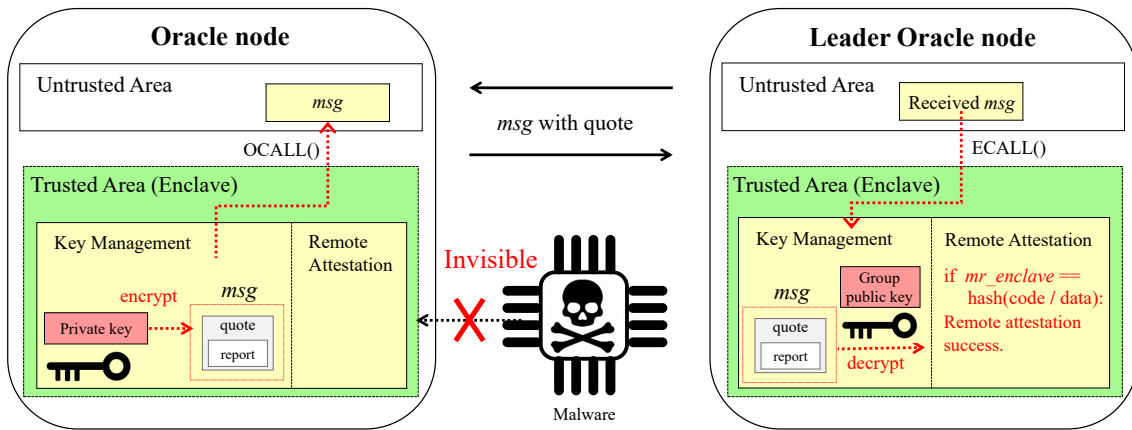 Oracle node
Untrusted Area
msg
OCALL()
Trusted Area (Enclave)
Key Management
Remote
Attestation
encrypt
msg
Private key
quote
report
msg with quote
Invisible
Malware
Leader Oracle node
Untrusted Area
Received msg
ECALL()
Trusted Area (Enclave)
Key Management
Remote Attestation
Group
public key
msg
quote
report
decrypt
if mr_enclave ==
hash(code / data):
Remote attestation
success.